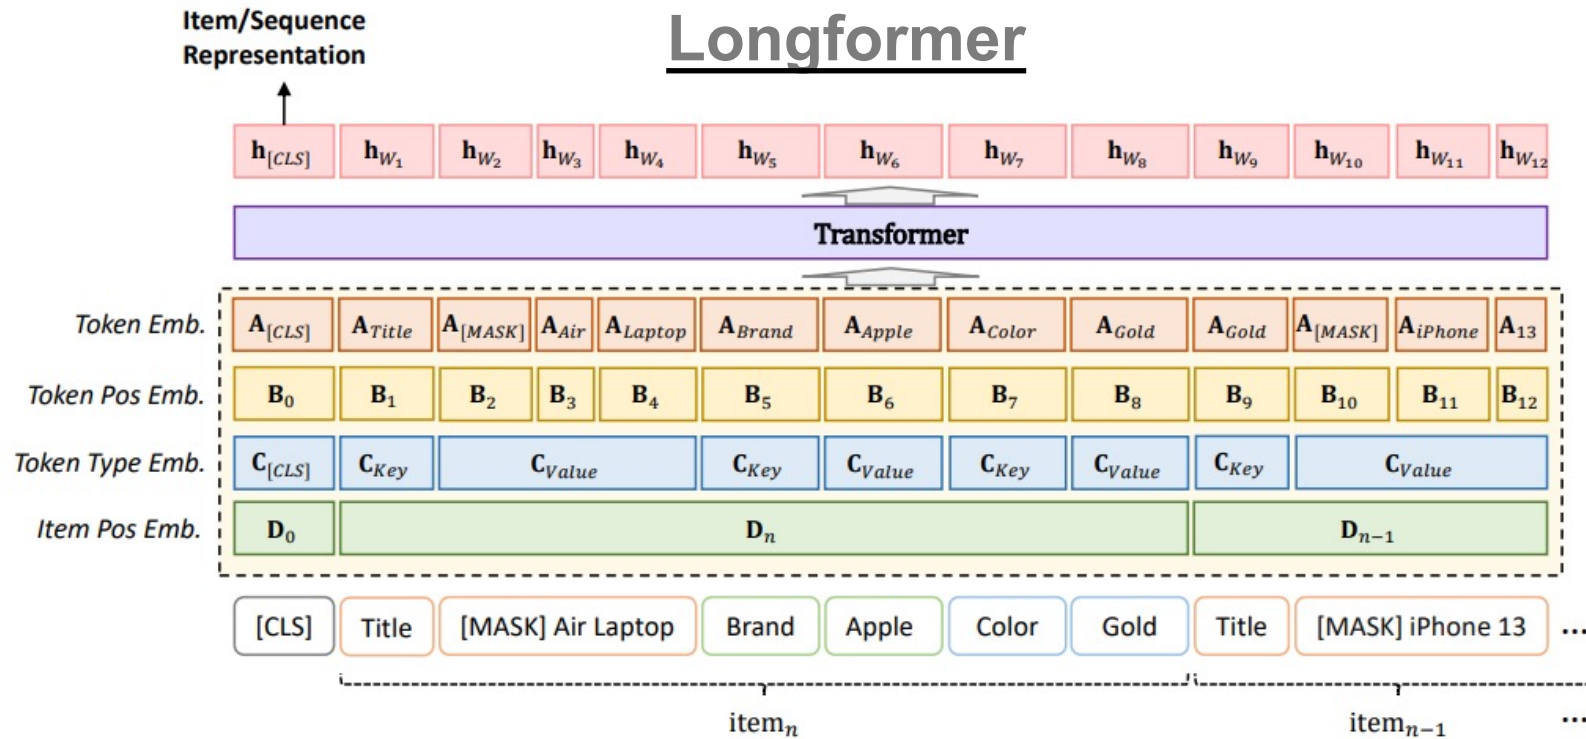 Item/Sequence
Representation
Longformer
h[CLS] hW1 hW2 hW3 hW4 hW5 hW6 hW7 hW8 hW9 hW10 hW11 hW12
Transformer
Token Emb. A[CLS] ATitle A[MASK] AAir ALaptop ABrand AApple AColor AGold AGold A[MASK] AiPhone A13
Token Pos Emb. B0 B1 B2 B3 B4 B5 B6 B7 B8 B9 B10 B11 B12
Token Type Emb. C[CLS] CKey CValue CKey CValue CKey CValue CKey CValue
Item Pos Emb. D0 Dn Dn−1
[CLS] Title [MASK] Air Laptop Brand Apple Color Gold Title [MASK] iPhone 13 ...
itemn itemn−1 ...